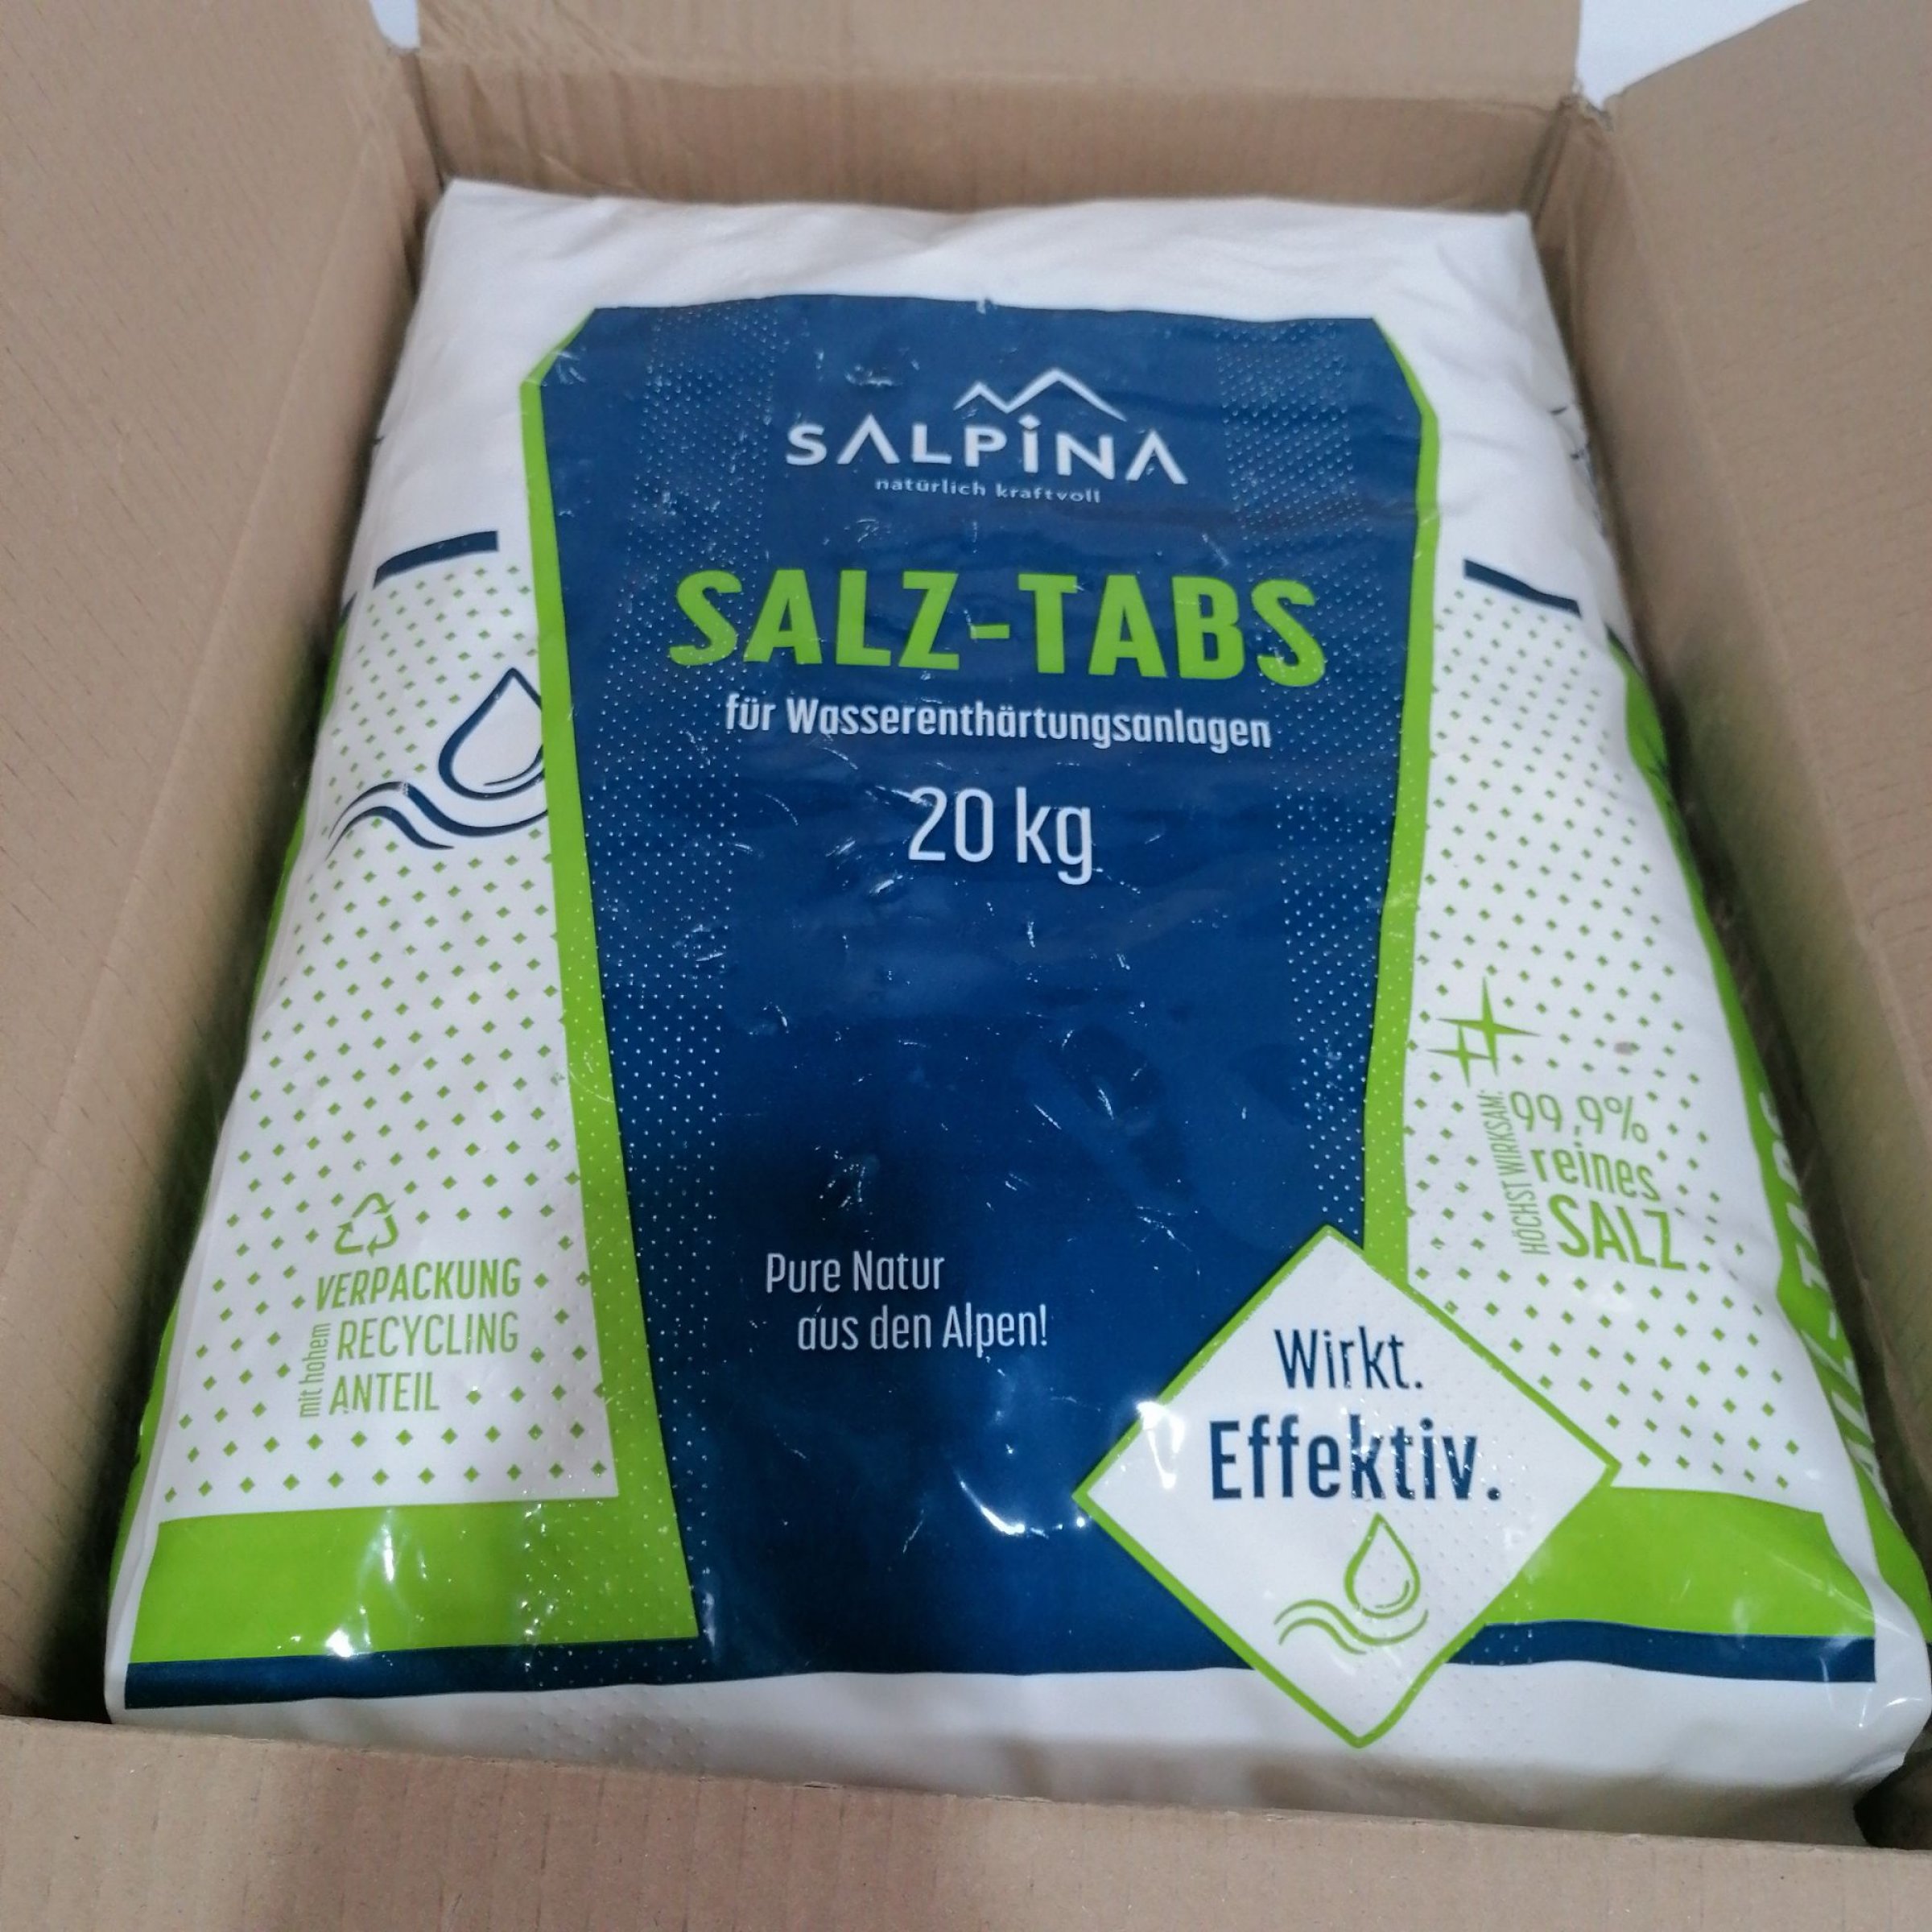 SALPiNA
natürlich kraftvoll
SALZ-TABS
für Wasserenthärtungsanlagen
20 kg
HÖCHST WIRKSAM:
99,9%
reines
SALZ
VERPACKUNG
mit hohem
RECYCLING
ANTEIL
Pure Natur
aus den Alpen!
Wirkt.
Effektiv.